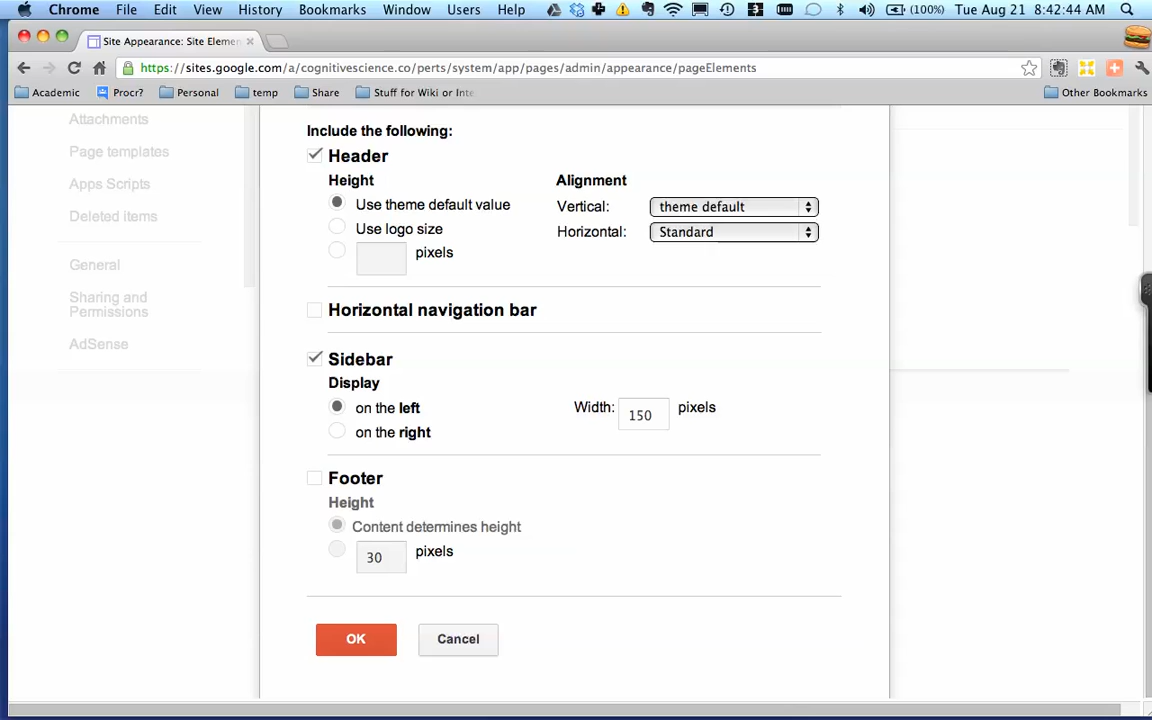 Chrome File Edit View History Bookmarks Window Users Help (100%) Tue Aug 21 8:42:44 AM
Site Appearance: Site Elemen
https://sites.google.com/a/cognitivescience.co/perts/system/app/pages/admin/appearance/pageElements
Academic Procr? Personal temp Share Stuff for Wiki or Inte Other Bookmarks
Attachments
Page templates
Apps Scripts
Deleted items
General
Sharing and
Permissions
AdSense
Include the following:
Header
Height Alignment
Use theme default value Vertical: theme default
Use logo size Horizontal: Standard
pixels
Horizontal navigation bar
Sidebar
Display
on the left Width: 150 pixels
on the right
Footer
Height
Content determines height
30 pixels
OK Cancel